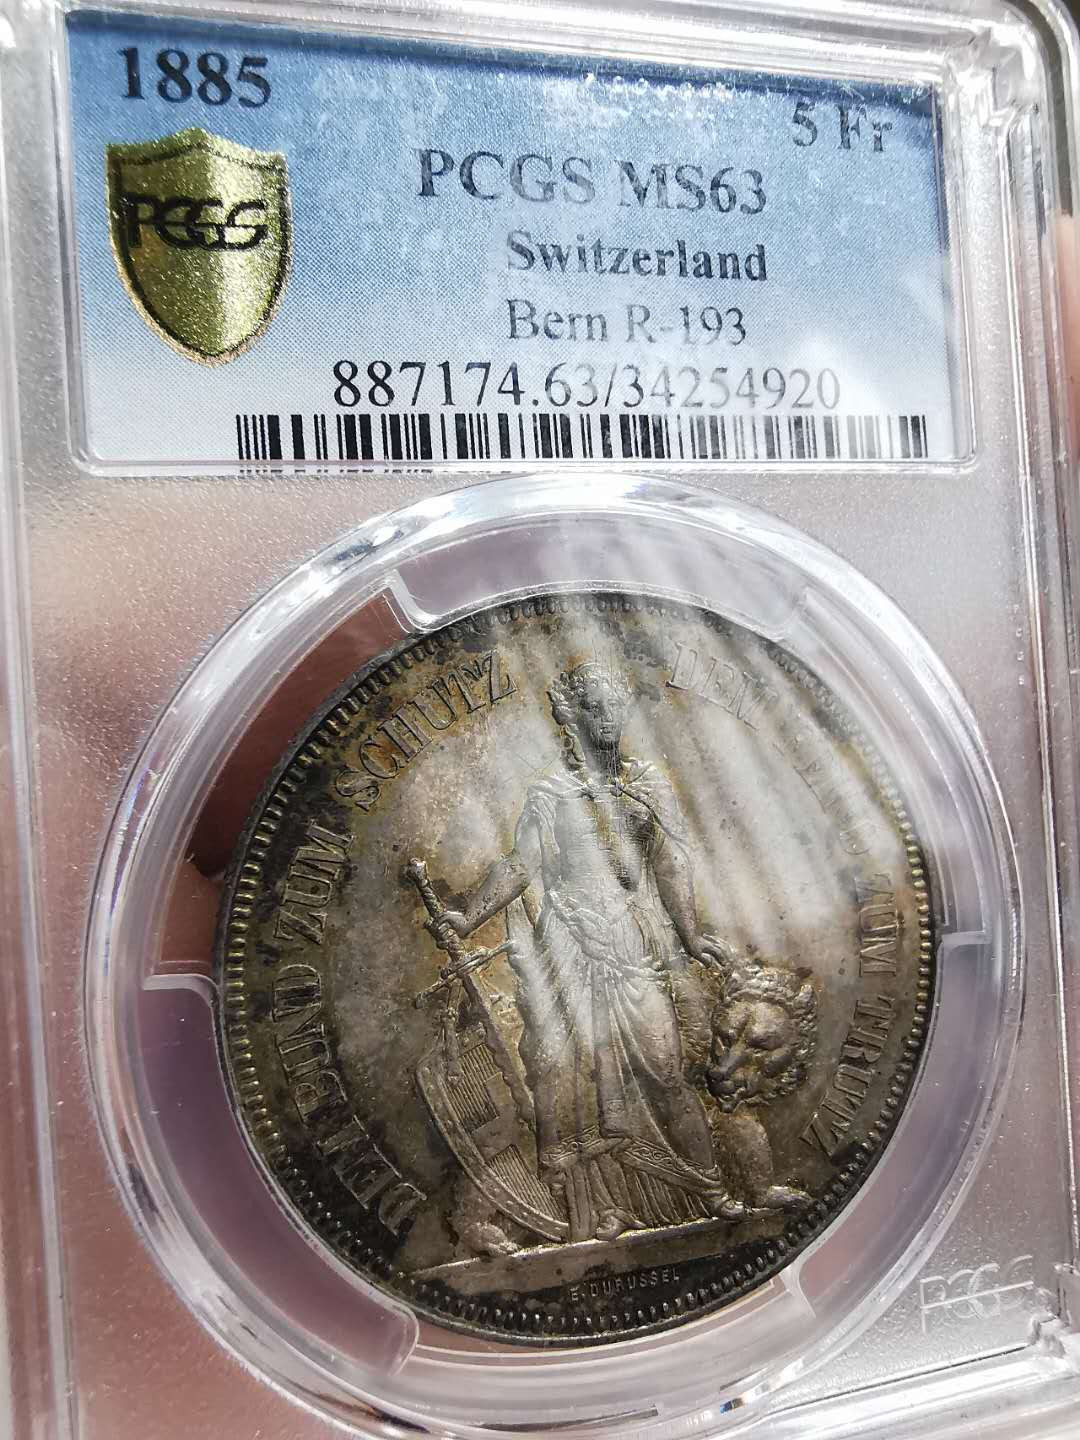 1885
5 Fr
PCGS
PCGS MS63
Switzerland
Bern R-193
887174.63/34254920
DEM BUND ZUM SCHUTZ
DEM FEIND ZUM TRUTZ
E. DURUSSEL
PCGS